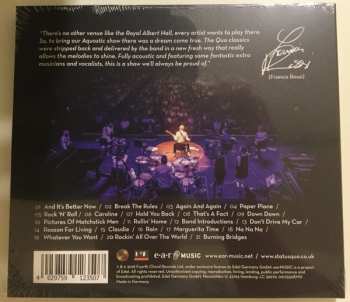 "There's no other venue like the Royal Albert Hall, every artist wants to play there
So, to bring our Aquostic show there was a dream come true. The Quo classics
were stripped back and delivered by the band in a new fresh way that really
allows the melodies to shine. Fully acoustic and featuring some fantastic extra
musicians and vocalists, this is a show we'll always be proud of."
(Francis Rossi)
01 And It's Better Now / 02 Break The Rules / 03 Again And Again / 04 Paper Plane /
05 Rock 'N' Roll / 06 Caroline / 07 Hold You Back / 08 That's A Fact / 09 Down Down /
10 Pictures Of Matchstick Men / 11 Rollin' Home / 12 Band Introductions / 13 Don't Drive My Car /
14 Reason For Living / 15 Claudie / 16 Rain / 17 Marguerita Time / 18 Na Na Na /
19 Whatever You Want / 20 Rockin' All Over The World / 21 Burning Bridges
e·a·r MUSIC
www.ear-music.net
www.statusquo.co.uk
4 029759 123507
Made in Germany